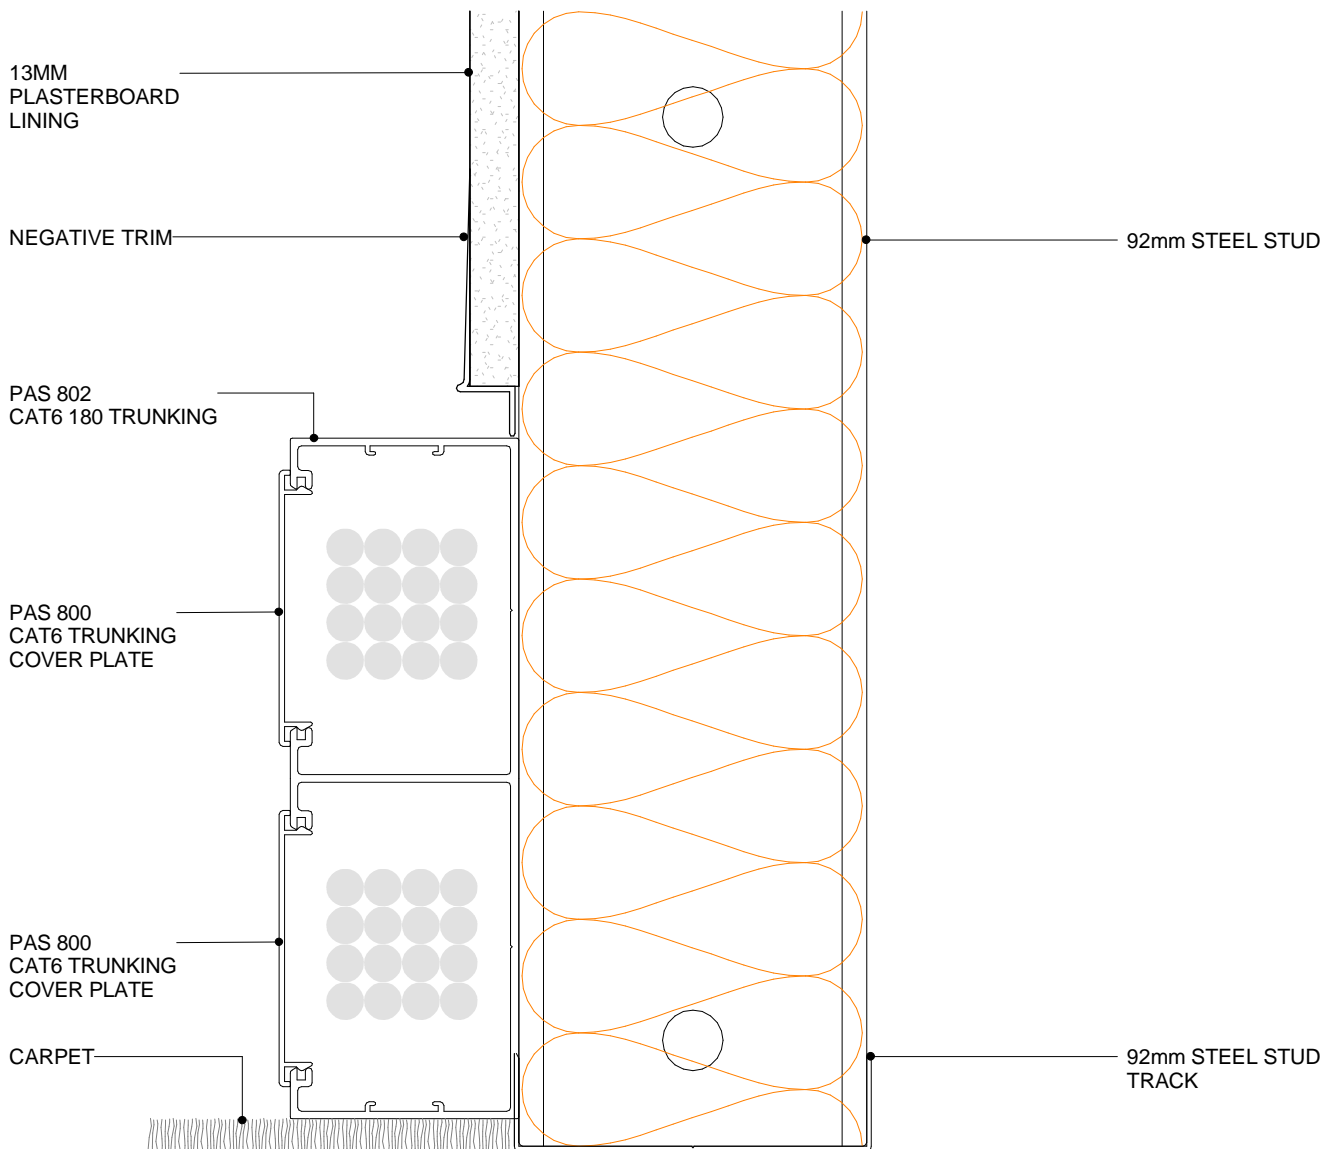 13MM
PLASTERBOARD
LINING
NEGATIVE TRIM
92mm STEEL STUD
PAS 802
CAT6 180 TRUNKING
PAS 800
CAT6 TRUNKING
COVER PLATE
PAS 800
CAT6 TRUNKING
COVER PLATE
CARPET
92mm STEEL STUD
TRACK